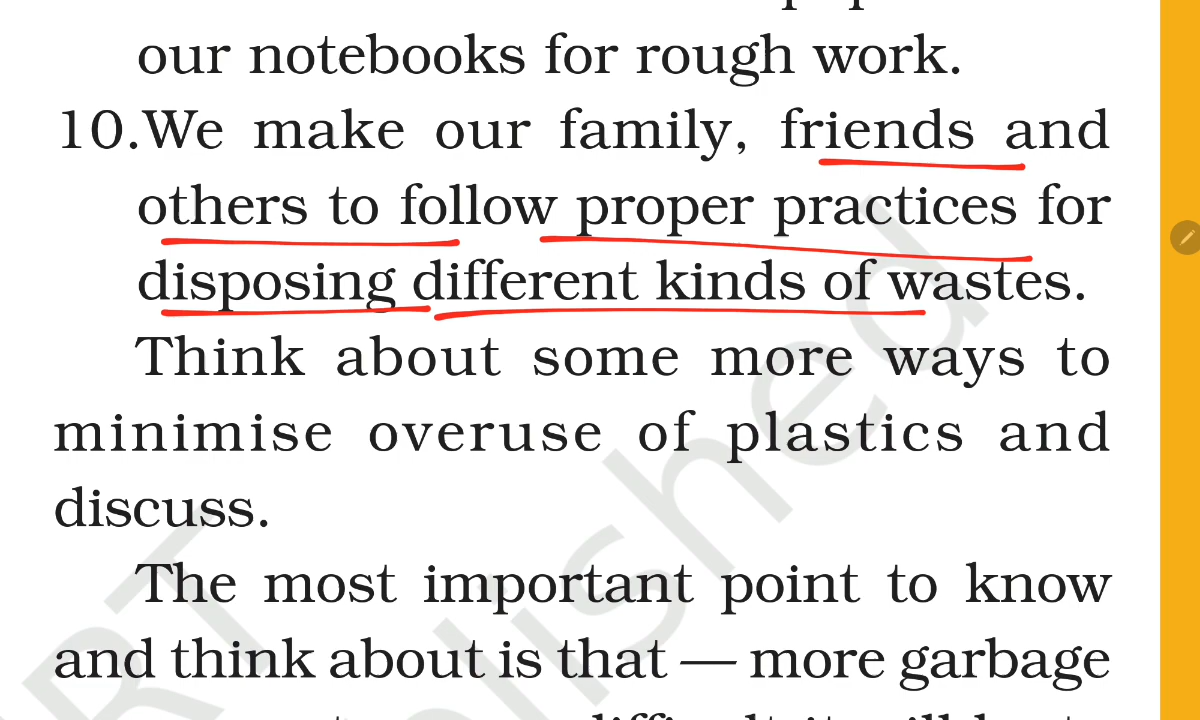 our notebooks for rough work.
10.We make our family, friends and
others to follow proper practices for
disposing different kinds of wastes.
Think about some more ways to
minimise overuse of plastics and
discuss.
The most important point to know
and think about is that — more garbage